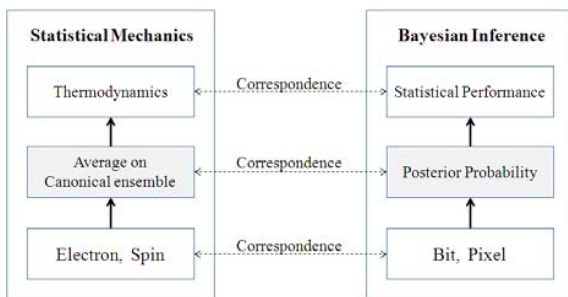 Statistical Mechanics
Bayesian Inference
Thermodynamics
Correspondence
Statistical Performance
Average on
Canonical ensemble
Correspondence
Posterior Probability
Electron, Spin
Correspondence
Bit, Pixel